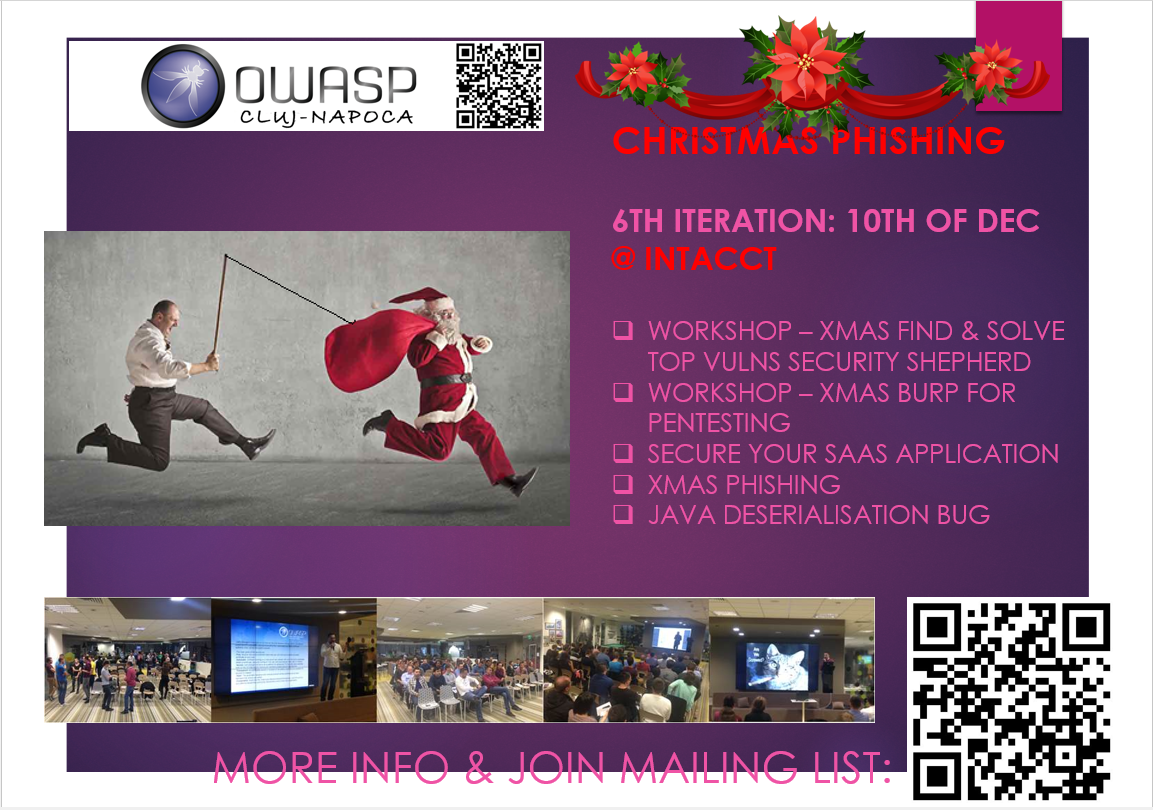 OWASP
CLUJ-NAPOCA
CHRISTMAS PHISHING
6TH ITERATION: 10TH OF DEC
@ INTACCT
❑ WORKSHOP – XMAS FIND & SOLVE
TOP VULNS SECURITY SHEPHERD
❑ WORKSHOP – XMAS BURP FOR
PENTESTING
❑ SECURE YOUR SAAS APPLICATION
❑ XMAS PHISHING
❑ JAVA DESERIALISATION BUG
MORE INFO & JOIN MAILING LIST: